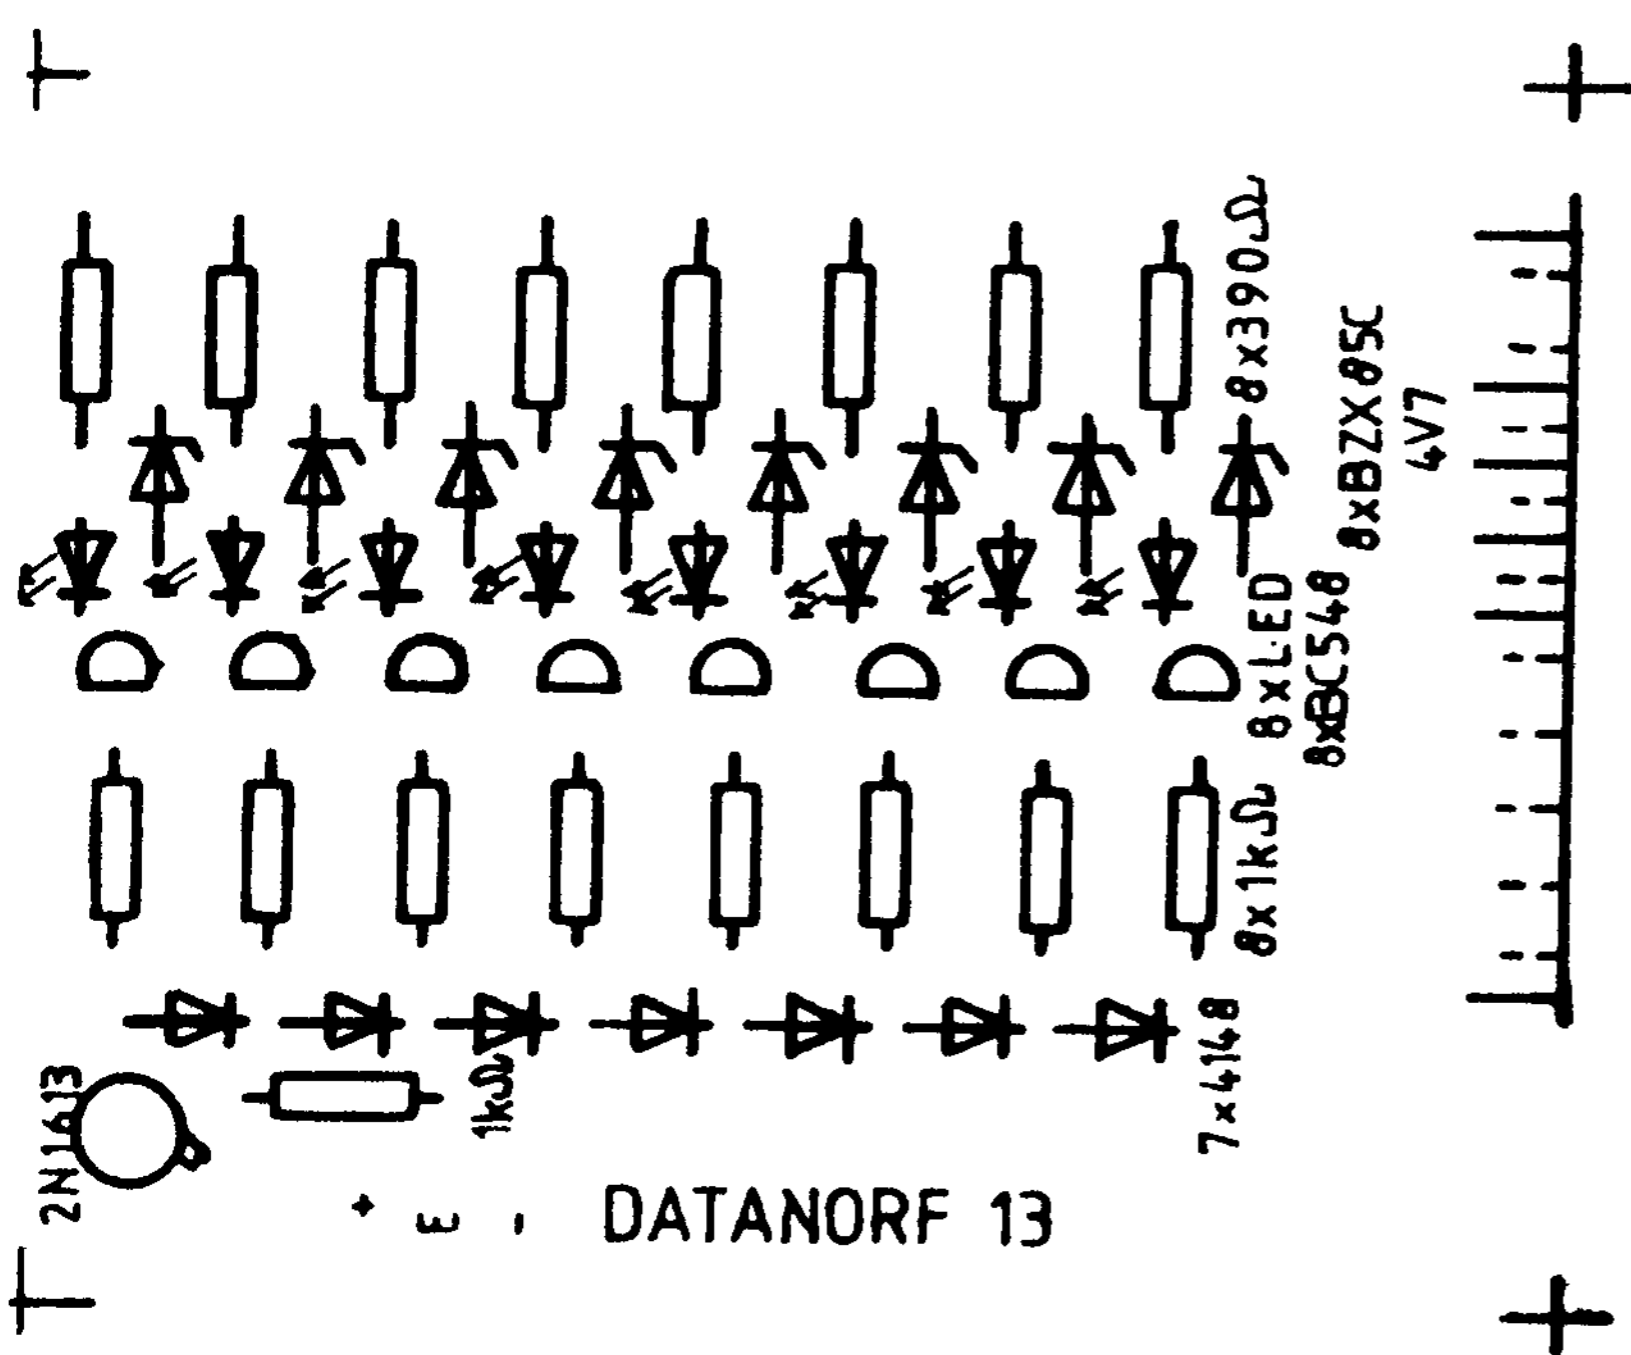 8x390Ω
8xBZX85C
4V7
8xLED
8xBC548
8x1kΩ
7x4148
1kΩ
2N1613
+ E - DATANORF 13